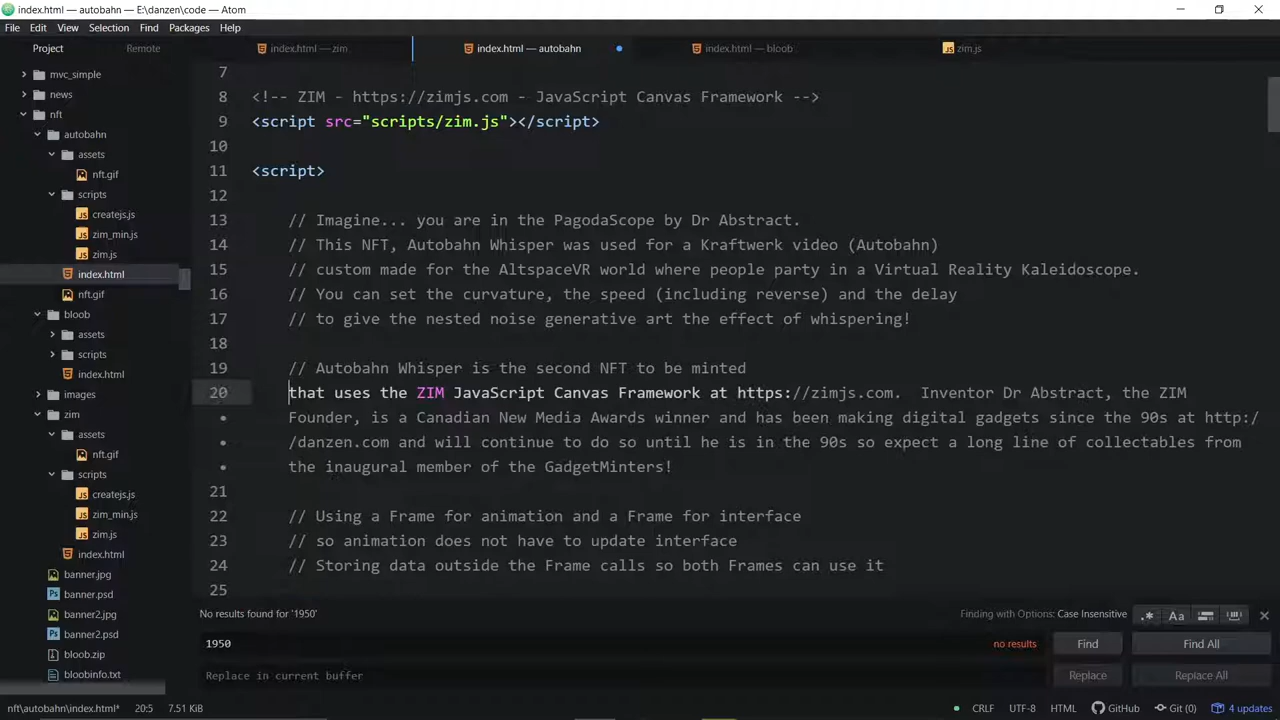 index.html — autobahn — E:\danzen\code — Atom
File Edit View Selection Find Packages Help
Project Remote
index.html — zim
index.html — autobahn
index.html — bloob
zim.js
mvc_simple
news
nft
autobahn
assets
nft.gif
scripts
createjs.js
zim_min.js
zim.js
index.html
nft.gif
bloob
assets
scripts
index.html
images
zim
assets
nft.gif
scripts
createjs.js
zim_min.js
zim.js
index.html
banner.jpg
banner.psd
banner2.jpg
banner2.psd
bloob.zip
bloobinfo.txt
7
8 <!-- ZIM - https://zimjs.com - JavaScript Canvas Framework -->
9 <script src="scripts/zim.js"></script>
10
11 <script>
12
13 // Imagine... you are in the PagodaScope by Dr Abstract.
14 // This NFT, Autobahn Whisper was used for a Kraftwerk video (Autobahn)
15 // custom made for the AltspaceVR world where people party in a Virtual Reality Kaleidoscope.
16 // You can set the curvature, the speed (including reverse) and the delay
17 // to give the nested noise generative art the effect of whispering!
18
19 // Autobahn Whisper is the second NFT to be minted
20 that uses the ZIM JavaScript Canvas Framework at https://zimjs.com.  Inventor Dr Abstract, the ZIM
• Founder, is a Canadian New Media Awards winner and has been making digital gadgets since the 90s at http:/
• /danzen.com and will continue to do so until he is in the 90s so expect a long line of collectables from
• the inaugural member of the GadgetMinters!
21
22 // Using a Frame for animation and a Frame for interface
23 // so animation does not have to update interface
24 // Storing data outside the Frame calls so both Frames can use it
25
No results found for '1950'
Finding with Options: Case Insensitive
.* Aa
1950
no results
Find
Find All
Replace in current buffer
Replace
Replace All
nft\autobahn\index.html* 20:5 7.51 KiB
CRLF UTF-8 HTML GitHub Git (0) 4 updates